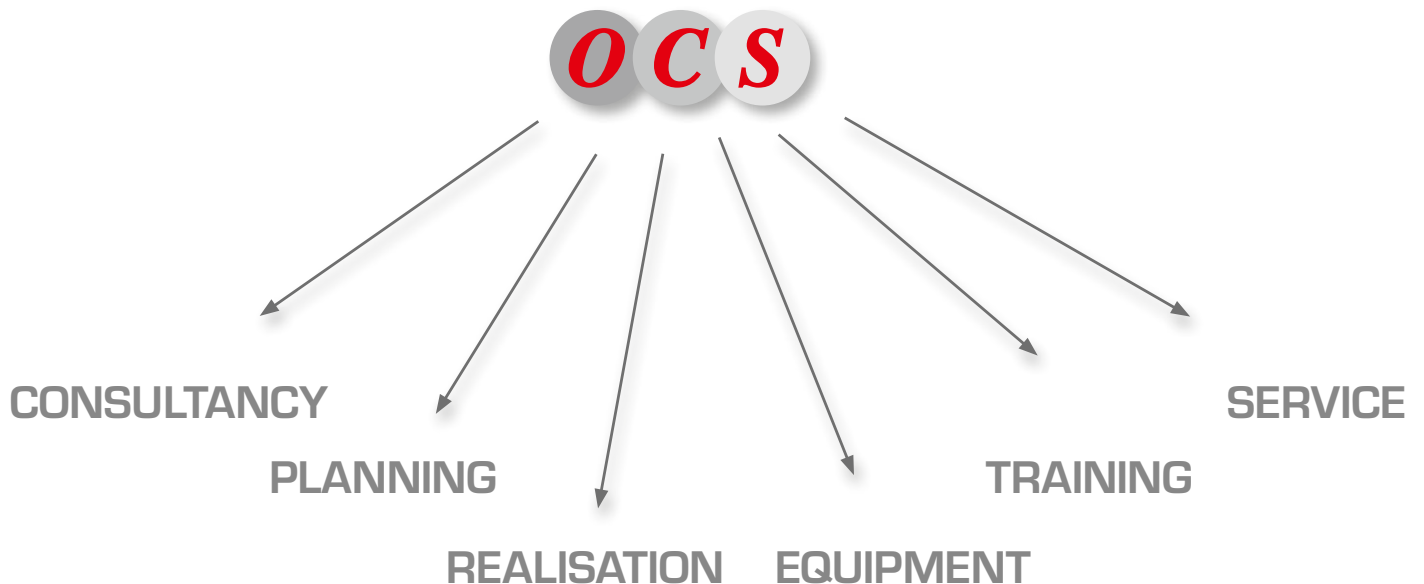 OCS
CONSULTANCY
SERVICE
PLANNING
TRAINING
REALISATION
EQUIPMENT